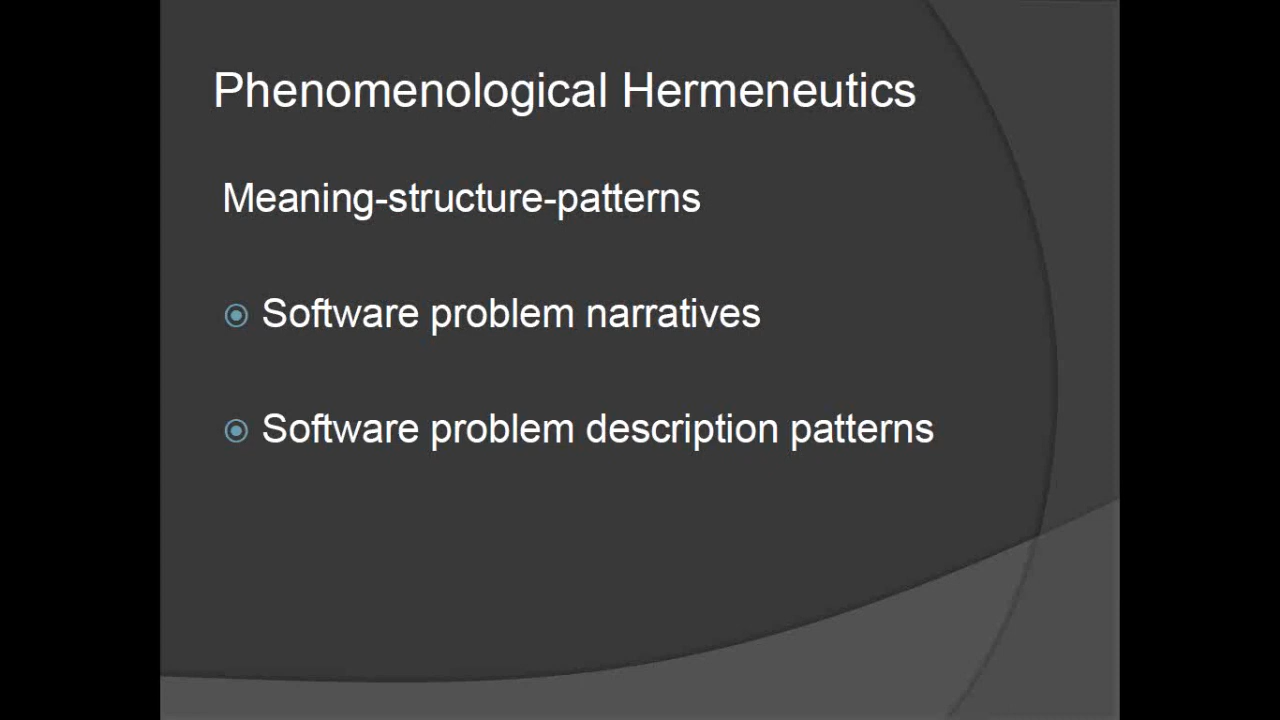 Phenomenological Hermeneutics
Meaning-structure-patterns
Software problem narratives
Software problem description patterns